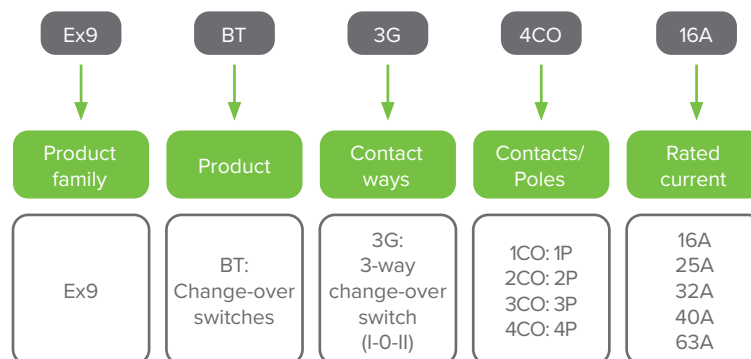 Ex9
BT
3G
4CO
16A
Product
family
Product
Contact
ways
Contacts/
Poles
Rated
current
Ex9
BT:
Change-over
switches
3G:
3-way
change-over
switch
(I-0-II)
1CO: 1P
2CO: 2P
3CO: 3P
4CO: 4P
16A
25A
32A
40A
63A